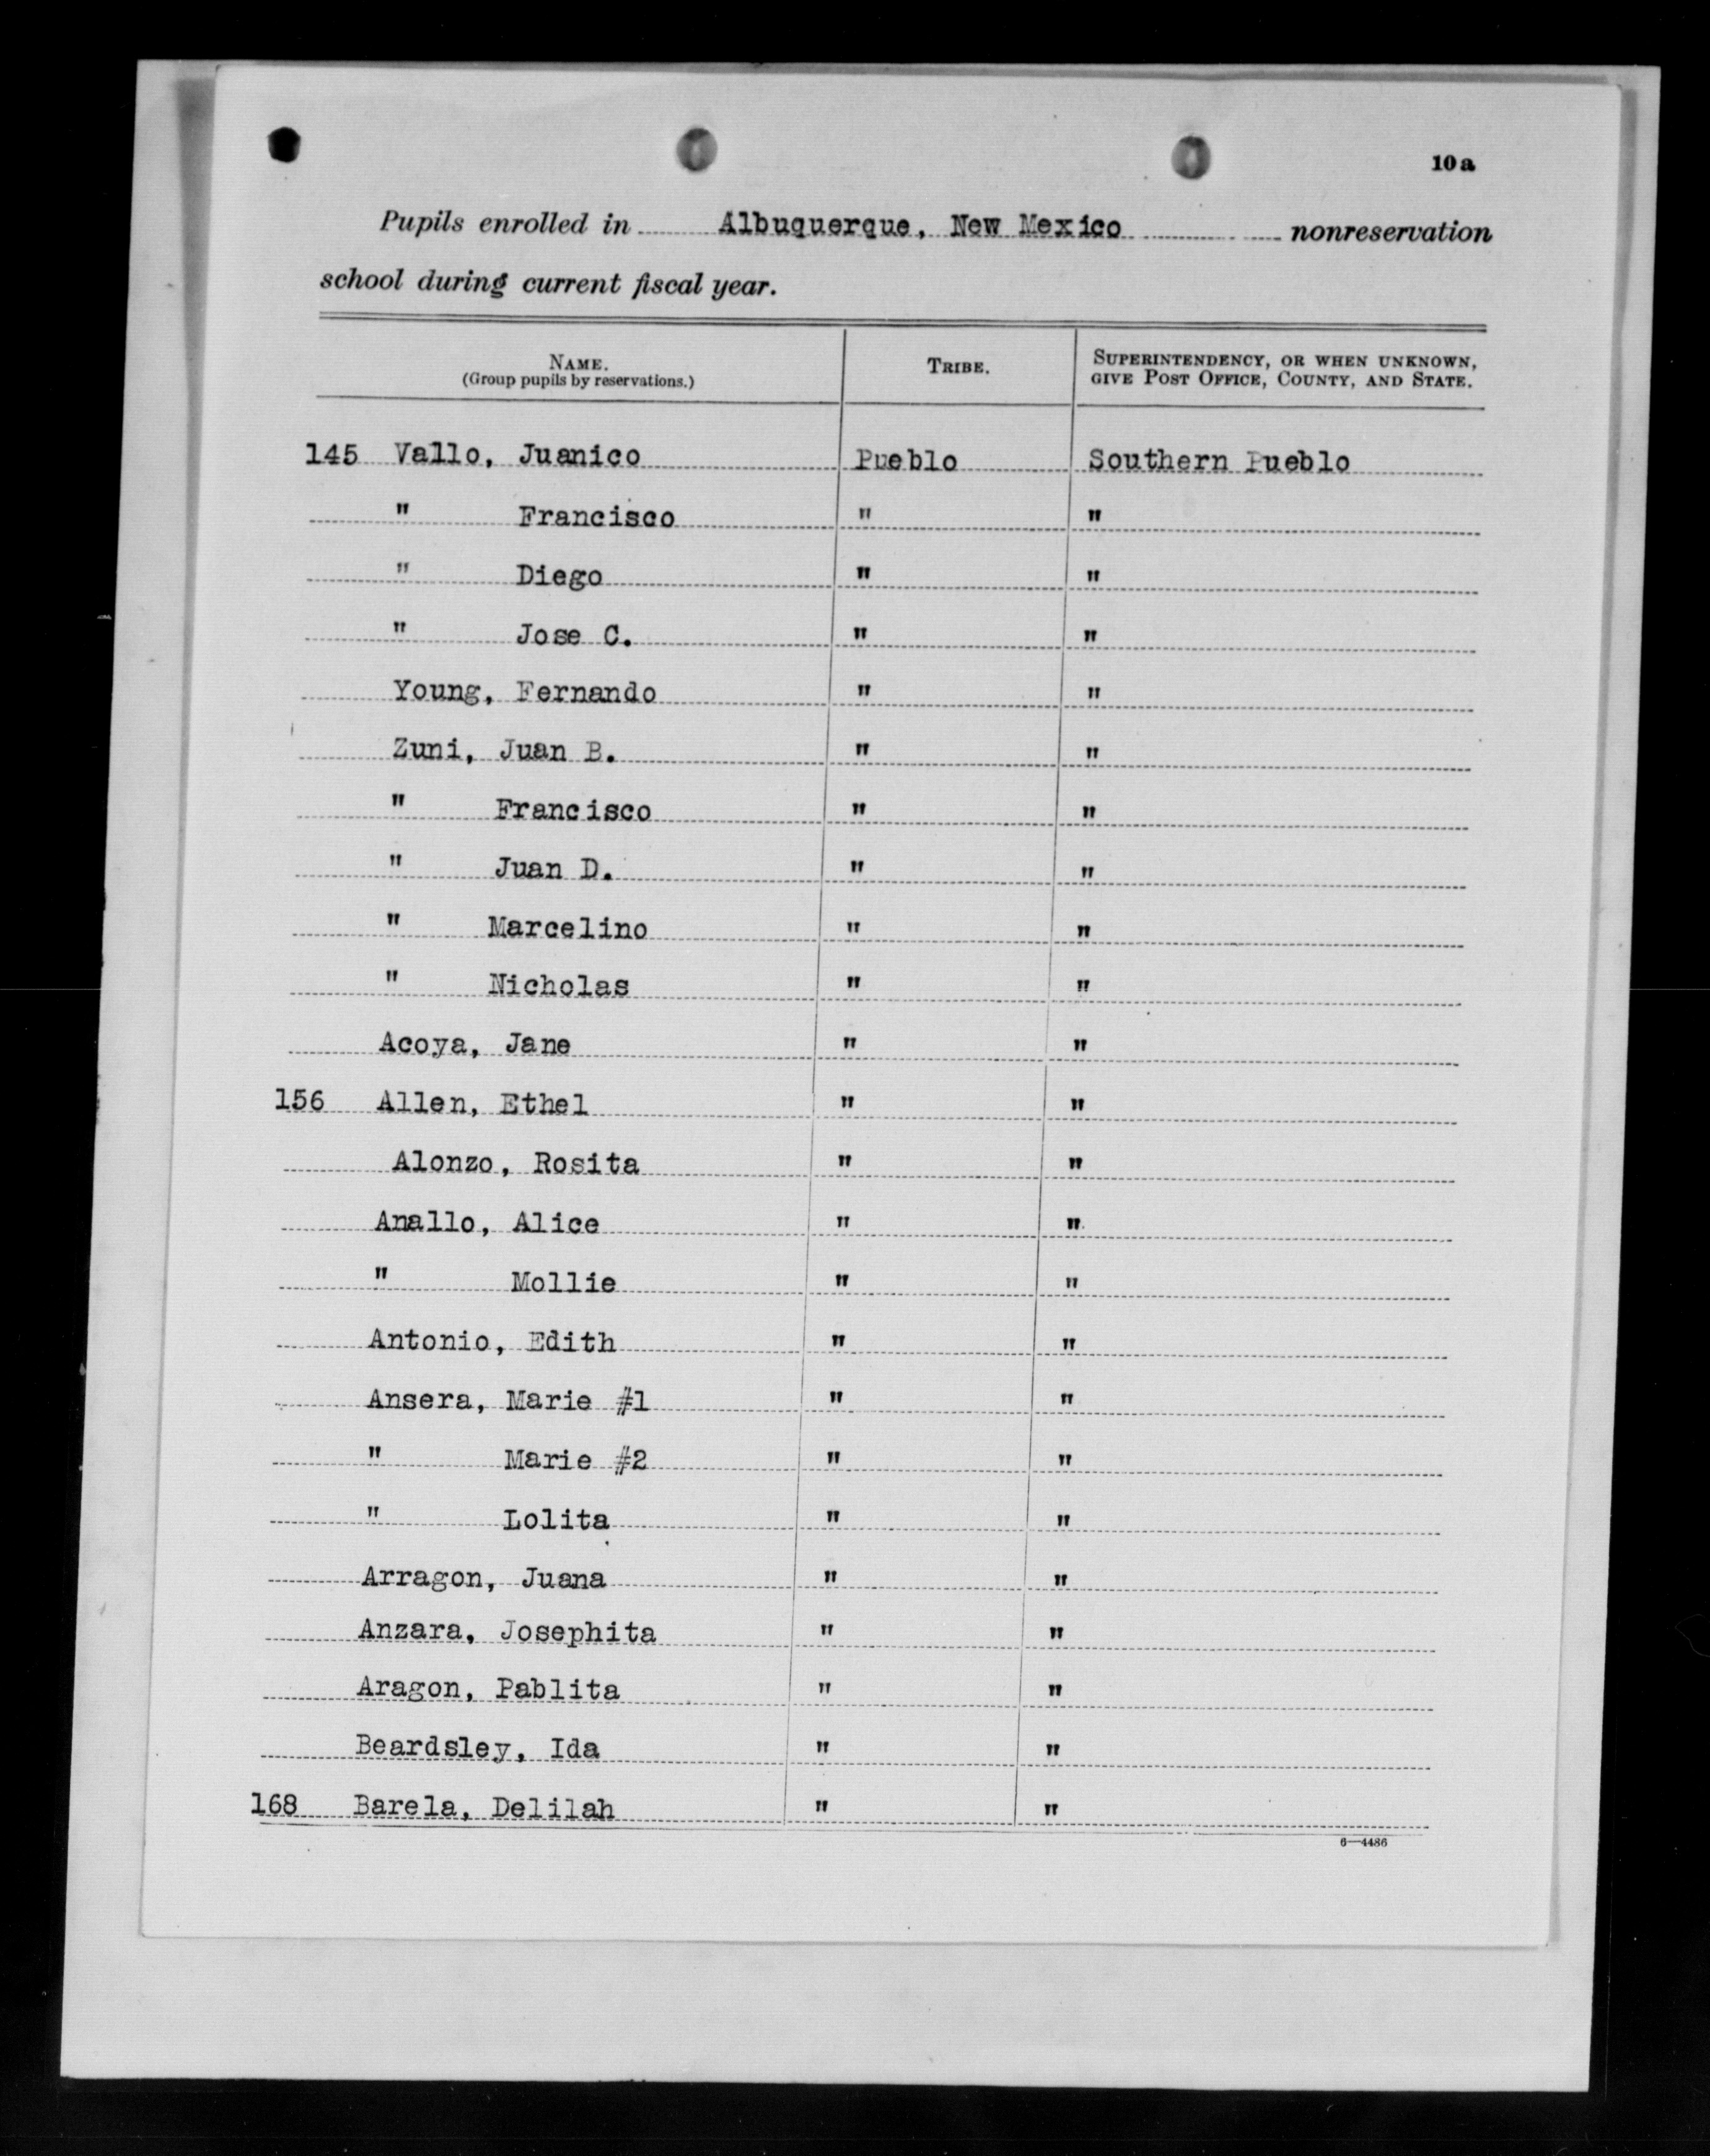 10a
Pupils enrolled in Albuquerque, New Mexico nonreservation
school during current fiscal year.
NAME. TRIBE. SUPERINTENDENCY, OR WHEN UNKNOWN,
(Group pupils by reservations.) GIVE POST OFFICE, COUNTY, AND STATE.
145 Vallo, Juanico Pueblo Southern Pueblo
" Francisco " "
" Diego " "
" Jose C. " "
Young, Fernando " "
Zuni, Juan B. " "
" Francisco " "
" Juan D. " "
" Marcelino " "
" Nicholas " "
Acoya, Jane " "
156 Allen, Ethel " "
Alonzo, Rosita " "
Anallo, Alice " "
" Mollie " "
Antonio, Edith " "
Ansera, Marie #1 " "
" Marie #2 " "
" Lolita " "
Arragon, Juana " "
Anzara, Josephita " "
Aragon, Pablita " "
Beardsley, Ida " "
168 Barela, Delilah " "
6—4486